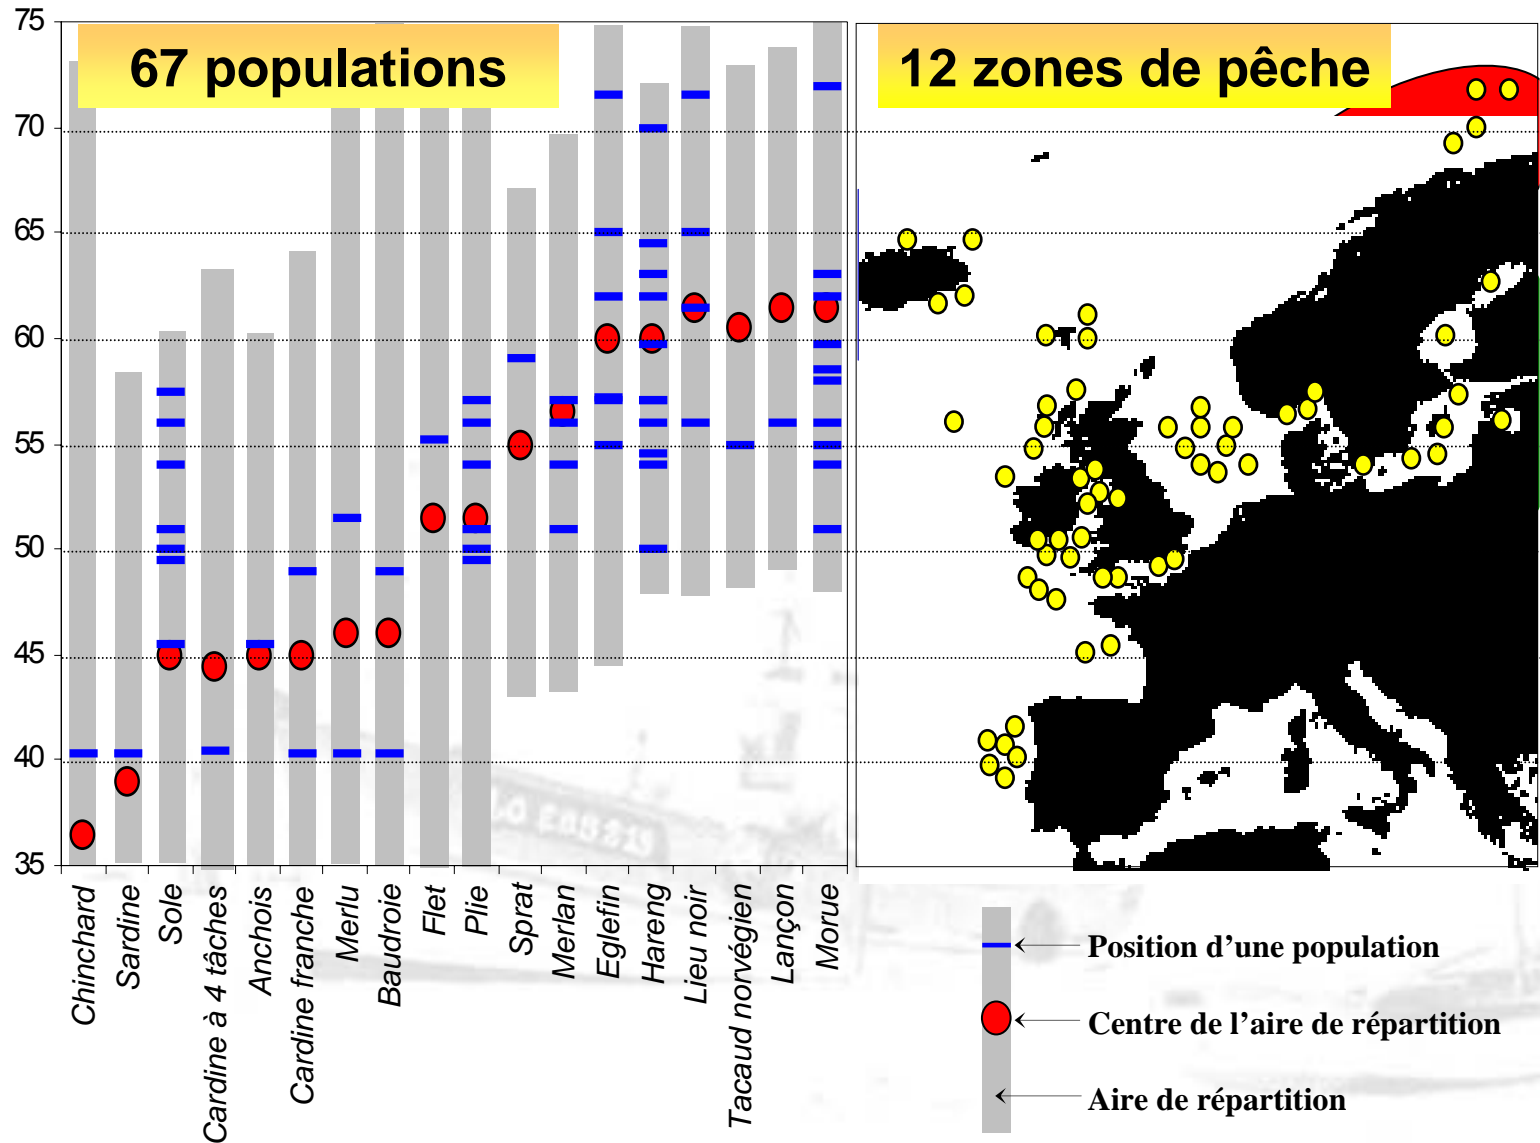 67 populations
12 zones de pêche
75
70
65
60
55
50
45
40
35
Chinchard
Sardine
Sole
Cardine à 4 tâches
Anchois
Cardine franche
Merlu
Baudroie
Flet
Plie
Sprat
Merlan
Eglefin
Hareng
Lieu noir
Tacaud norvégien
Lançon
Morue
Position d’une population
Centre de l’aire de répartition
Aire de répartition